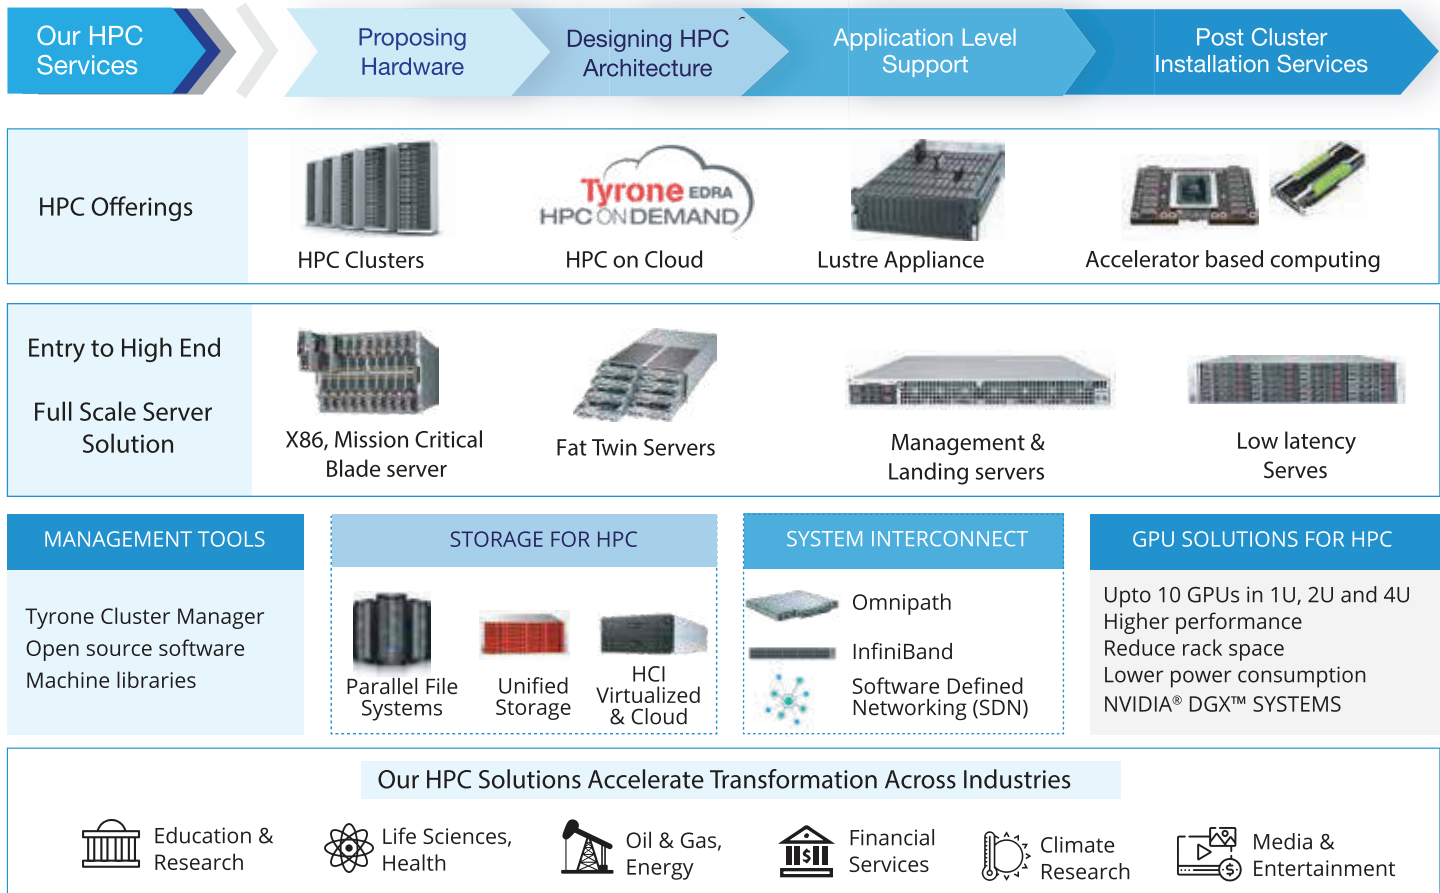 Our HPC
Services
Proposing
Hardware
Designing HPC
Architecture
Application Level
Support
Post Cluster
Installation Services
HPC Offerings
Tyrone EDRA
HPC ON DEMAND
HPC Clusters
HPC on Cloud
Lustre Appliance
Accelerator based computing
Entry to High End
Full Scale Server
Solution
X86, Mission Critical
Blade server
Fat Twin Servers
Management &
Landing servers
Low latency
Serves
MANAGEMENT TOOLS
Tyrone Cluster Manager
Open source software
Machine libraries
STORAGE FOR HPC
Parallel File
Systems
Unified
Storage
HCI
Virtualized
& Cloud
SYSTEM INTERCONNECT
Omnipath
InfiniBand
Software Defined
Networking (SDN)
GPU SOLUTIONS FOR HPC
Upto 10 GPUs in 1U, 2U and 4U
Higher performance
Reduce rack space
Lower power consumption
NVIDIA® DGX™ SYSTEMS
Our HPC Solutions Accelerate Transformation Across Industries
Education &
Research
Life Sciences,
Health
Oil & Gas,
Energy
Financial
Services
Climate
Research
Media &
Entertainment